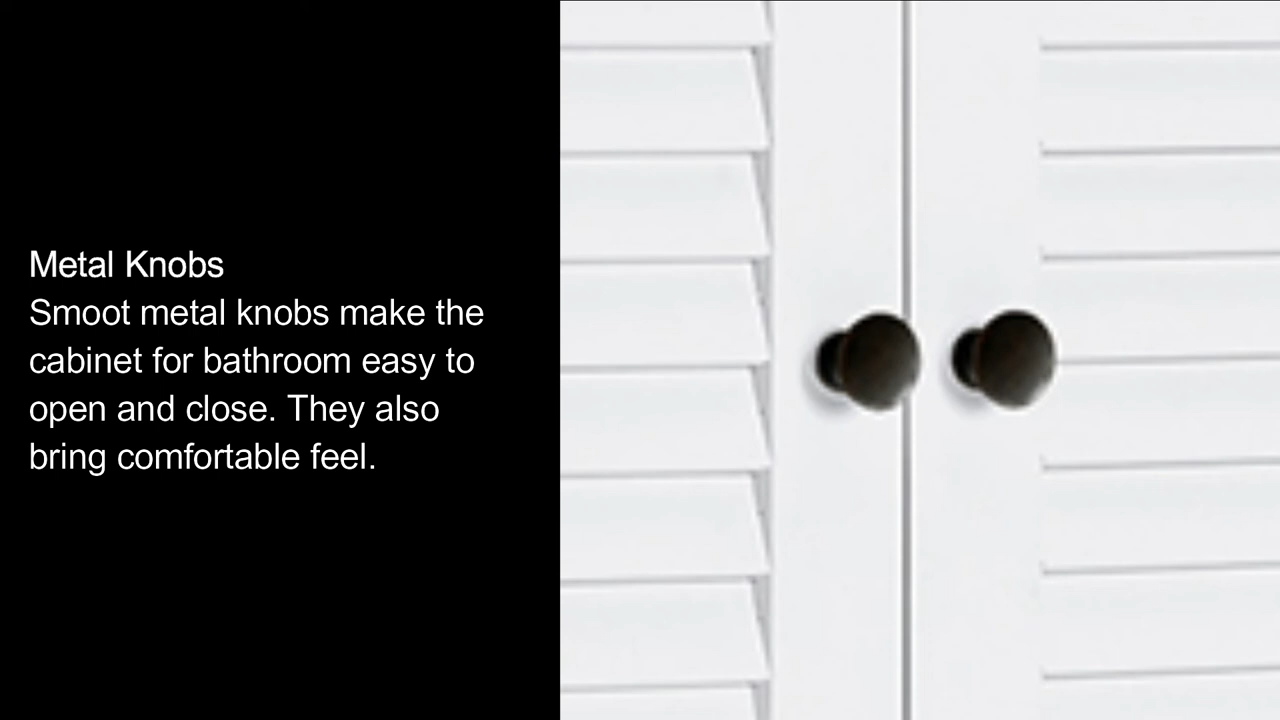 Metal Knobs
Smoot metal knobs make the
cabinet for bathroom easy to
open and close. They also
bring comfortable feel.